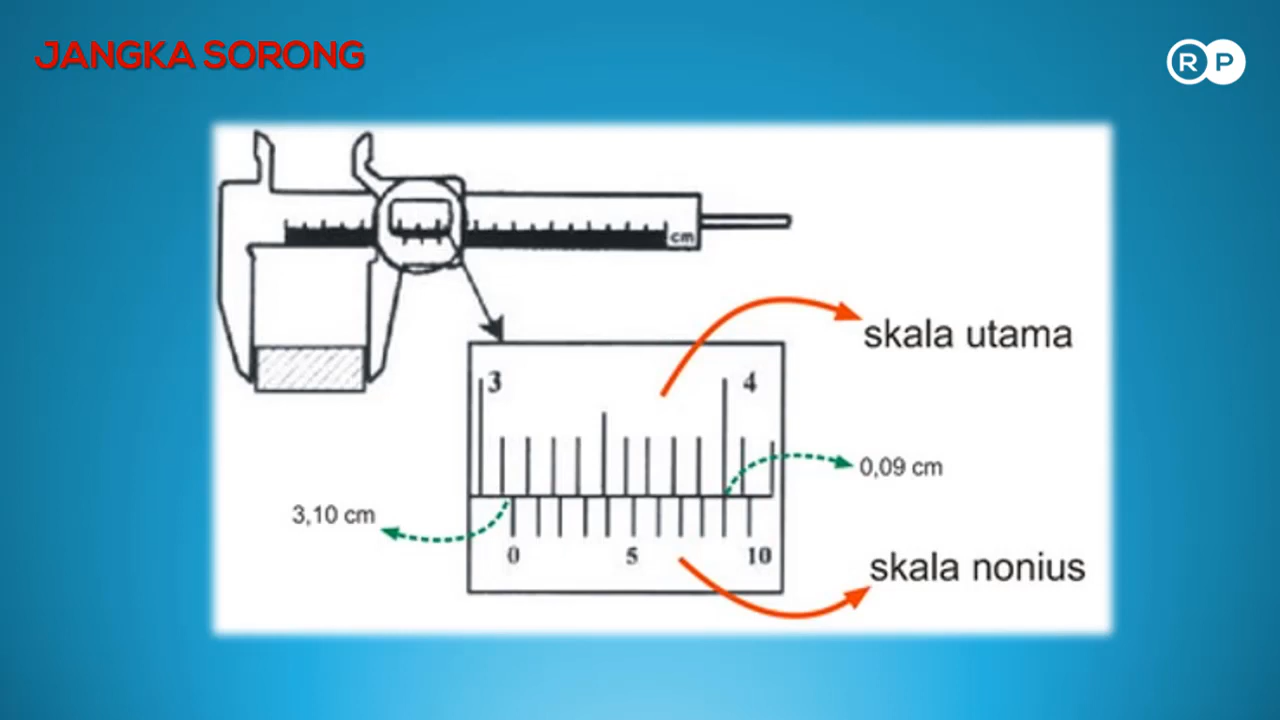 JANGKA SORONG
RP
cm
skala utama
3
4
0,09 cm
3,10 cm
0
5
10
skala nonius